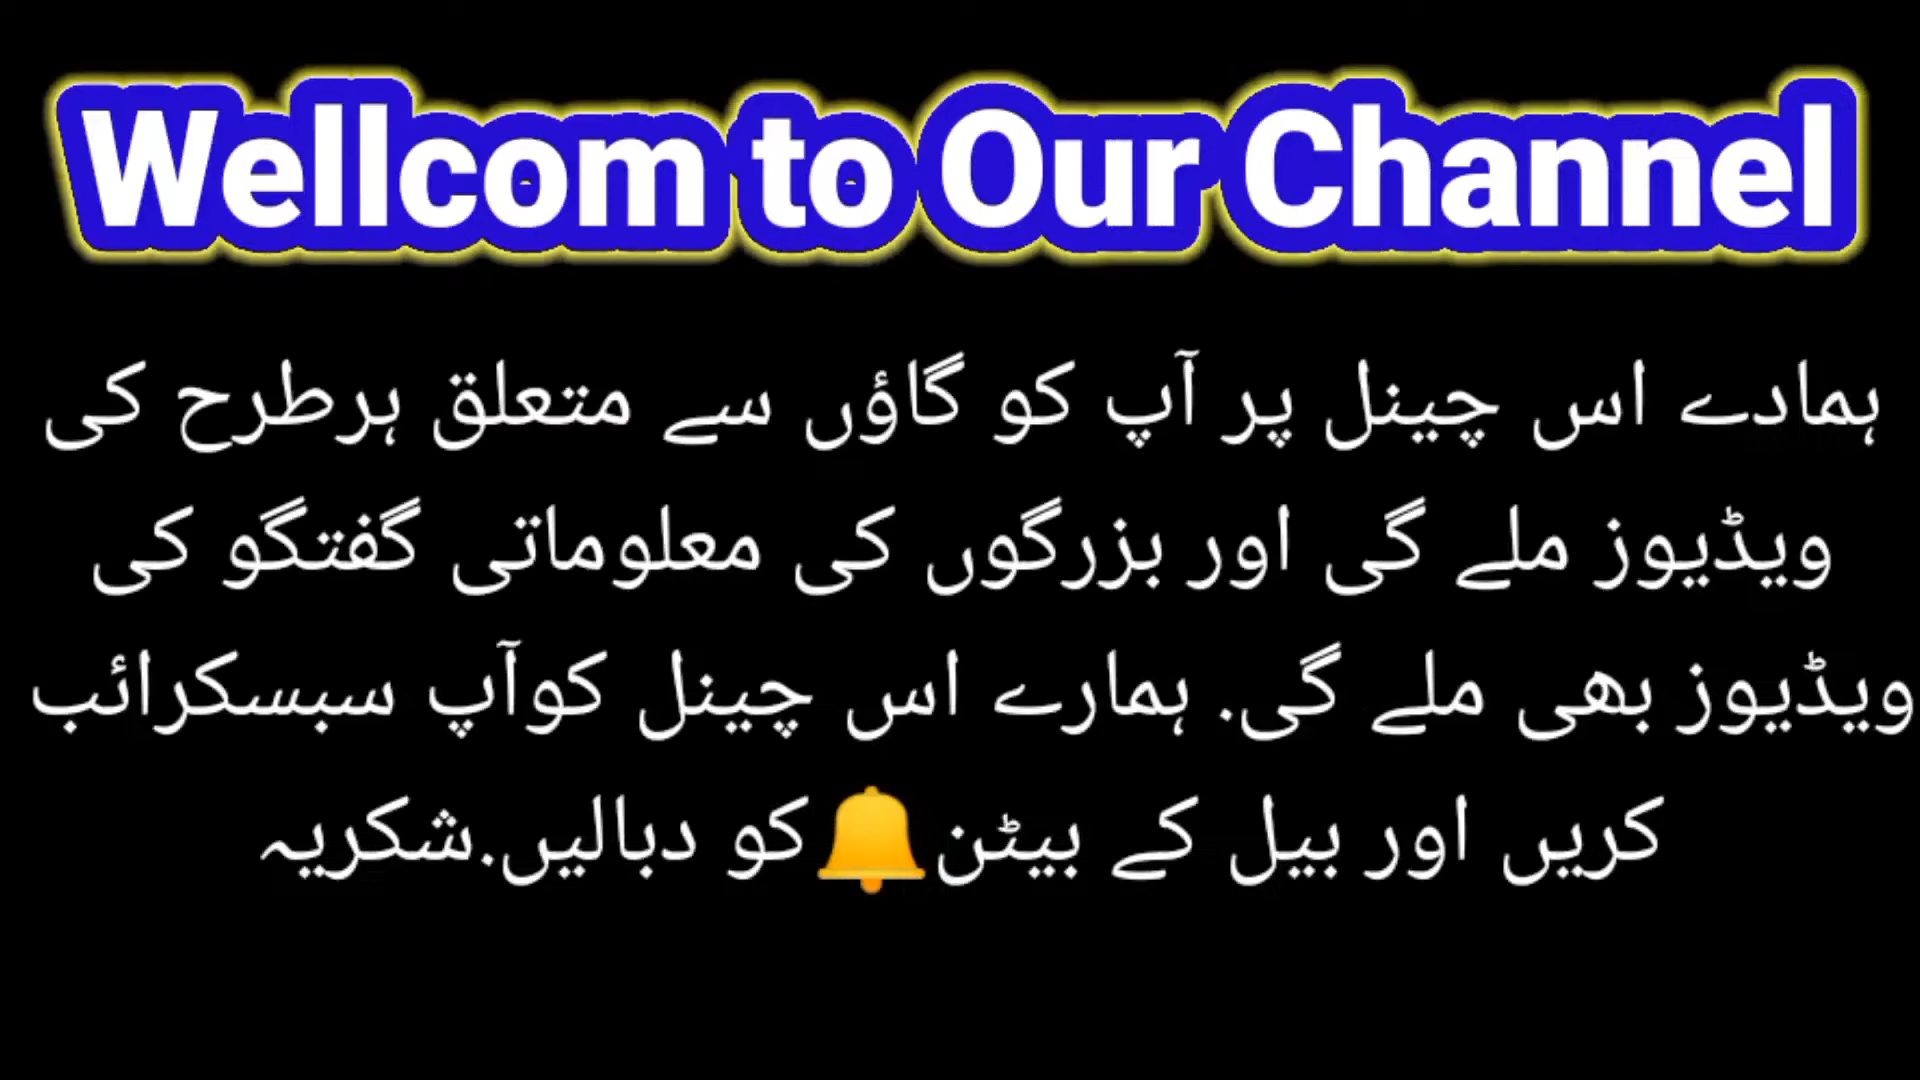 Wellcom to Our Channel
ہمادے اس چینل پر آپ کو گاؤں سے متعلق ہرطرح کی
ویڈیوز ملے گی اور بزرگوں کی معلوماتی گفتگو کی
ویڈیوز بھی ملے گی. ہمارے اس چینل کوآپ سبسکرائب
کریں اور بیل کے بیٹن🔔کو دبالیں.شکریہ